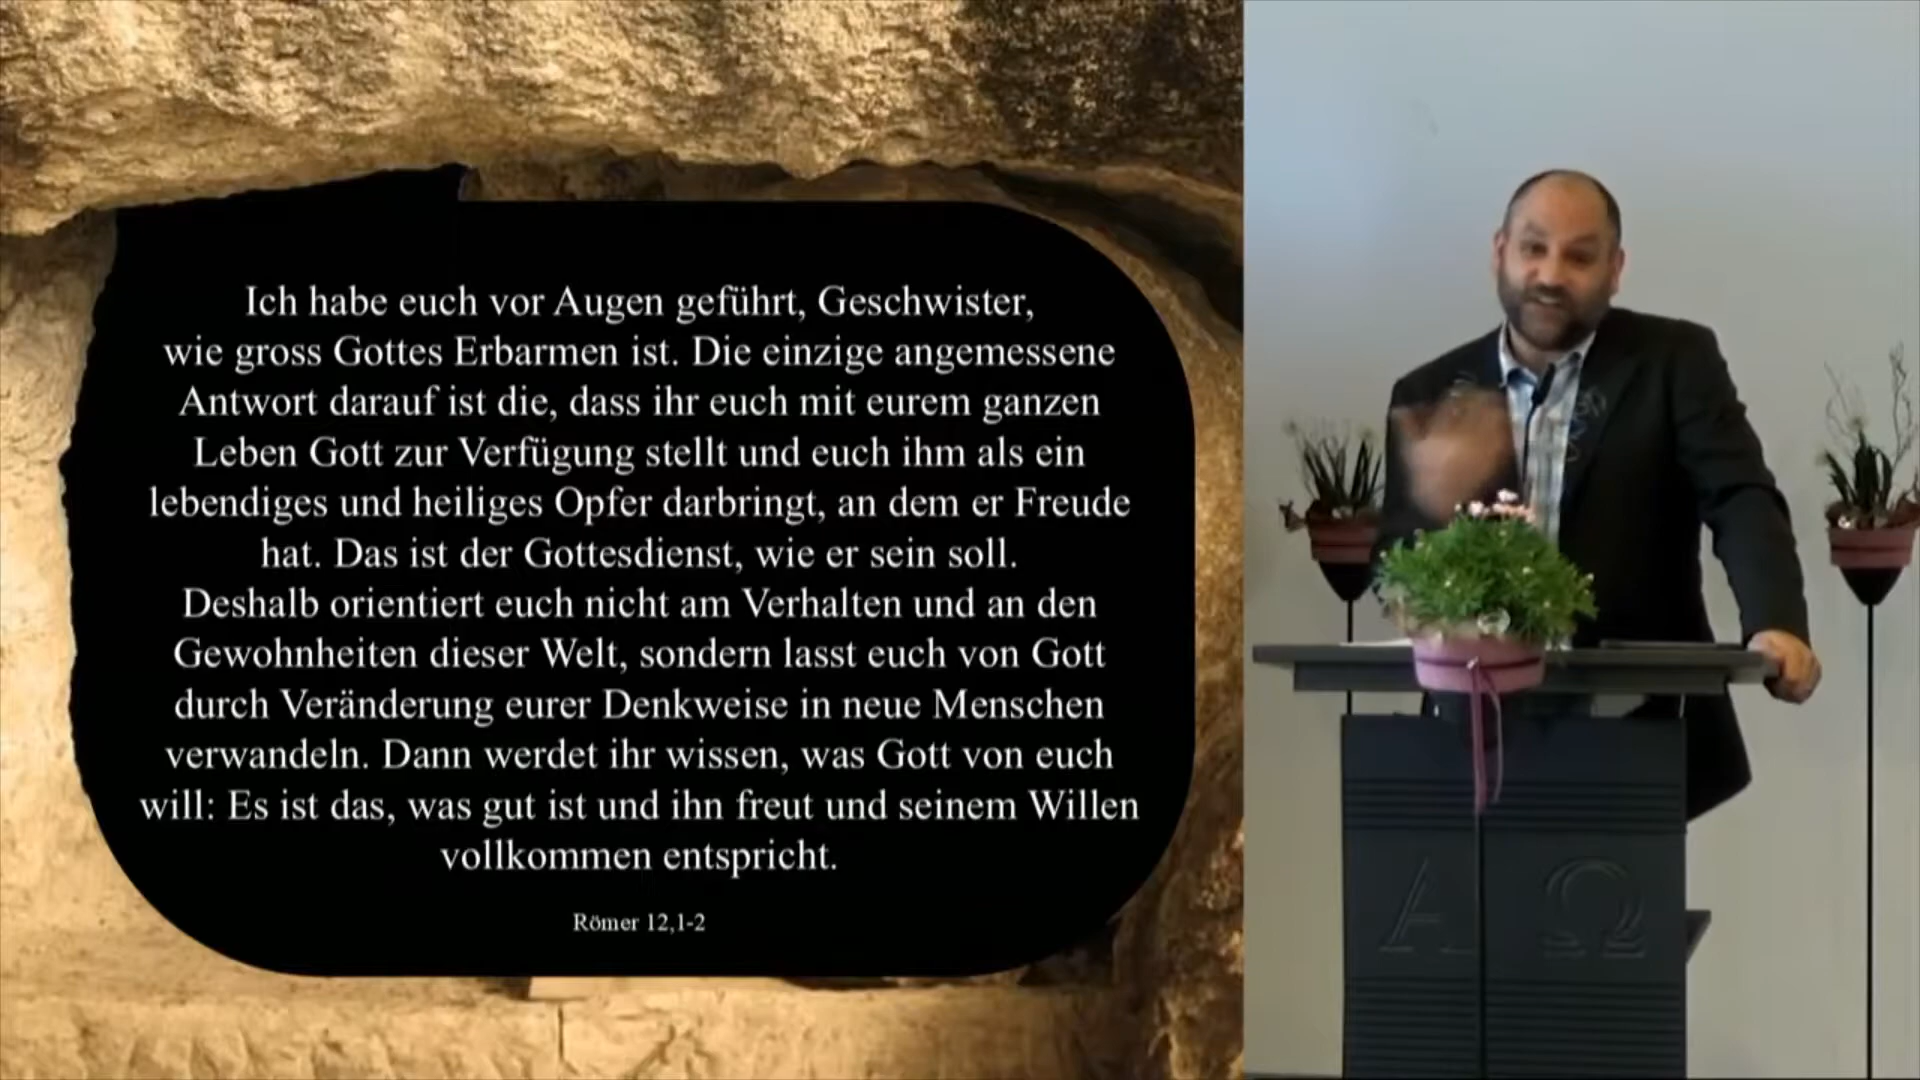 Ich habe euch vor Augen geführt, Geschwister,
wie gross Gottes Erbarmen ist. Die einzige angemessene
Antwort darauf ist die, dass ihr euch mit eurem ganzen
Leben Gott zur Verfügung stellt und euch ihm als ein
lebendiges und heiliges Opfer darbringt, an dem er Freude
hat. Das ist der Gottesdienst, wie er sein soll.
Deshalb orientiert euch nicht am Verhalten und an den
Gewohnheiten dieser Welt, sondern lasst euch von Gott
durch Veränderung eurer Denkweise in neue Menschen
verwandeln. Dann werdet ihr wissen, was Gott von euch
will: Es ist das, was gut ist und ihn freut und seinem Willen
vollkommen entspricht.
Römer 12,1-2
Α Ω